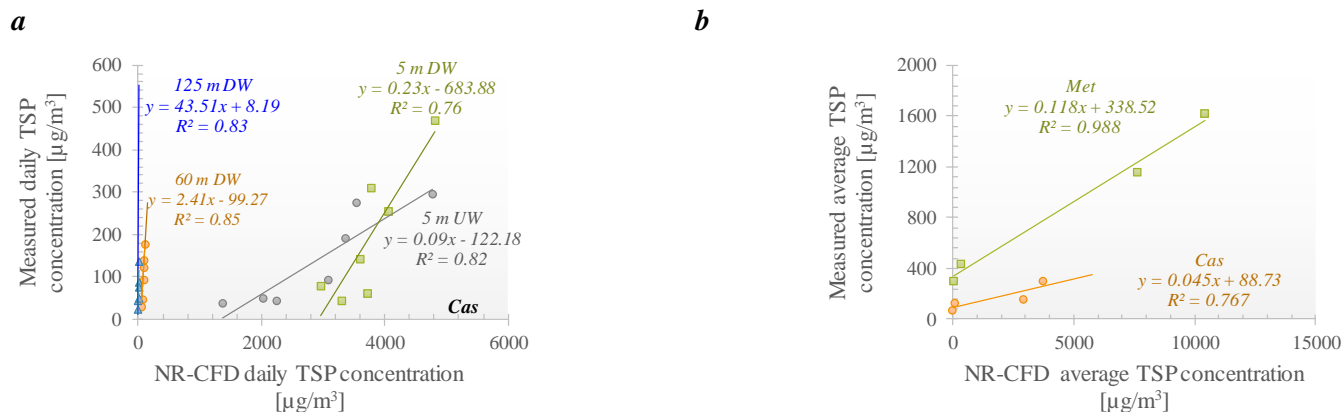 a
Measured daily TSP
concentration [µg/m³]
600
500
400
300
200
100
0
0
2000
4000
6000
125 m DW
y = 43.51x + 8.19
R² = 0.83
60 m DW
y = 2.41x - 99.27
R² = 0.85
5 m DW
y = 0.23x - 683.88
R² = 0.76
5 m UW
y = 0.09x - 122.18
R² = 0.82
Cas
NR-CFD daily TSP concentration
[µg/m³]
b
Measured average TSP
concentration [µg/m³]
2000
1600
1200
800
400
0
0
5000
10000
15000
Met
y = 0.118x + 338.52
R² = 0.988
Cas
y = 0.045x + 88.73
R² = 0.767
NR-CFD average TSP concentration
[µg/m³]